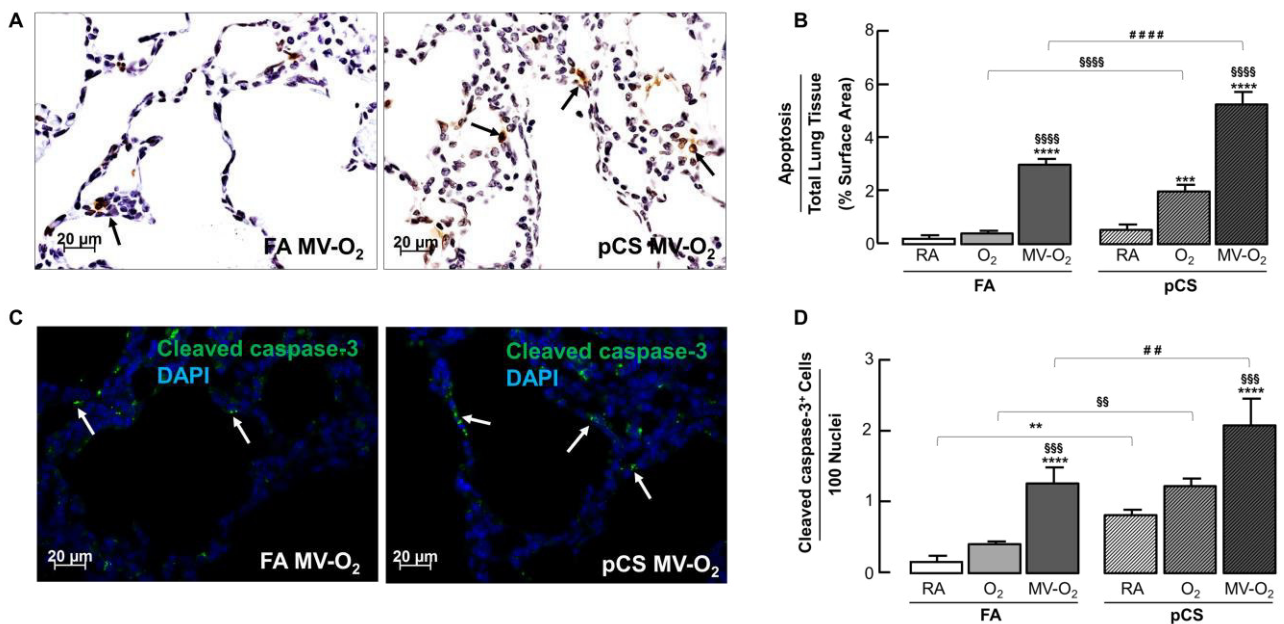 A
20 µm
FA MV-O₂
20 µm
pCS MV-O₂
B
Apoptosis
Total Lung Tissue
(% Surface Area)
8
6
4
2
0
####
§§§§
§§§§
****
§§§§
****
***
RA
O₂
MV-O₂
RA
O₂
MV-O₂
FA
pCS
C
Cleaved caspase-3
DAPI
20 µm
FA MV-O₂
Cleaved caspase-3
DAPI
20 µm
pCS MV-O₂
D
Cleaved caspase-3⁺ Cells
100 Nuclei
3
2
1
0
##
§§
**
§§§
****
§§§
****
RA
O₂
MV-O₂
RA
O₂
MV-O₂
FA
pCS